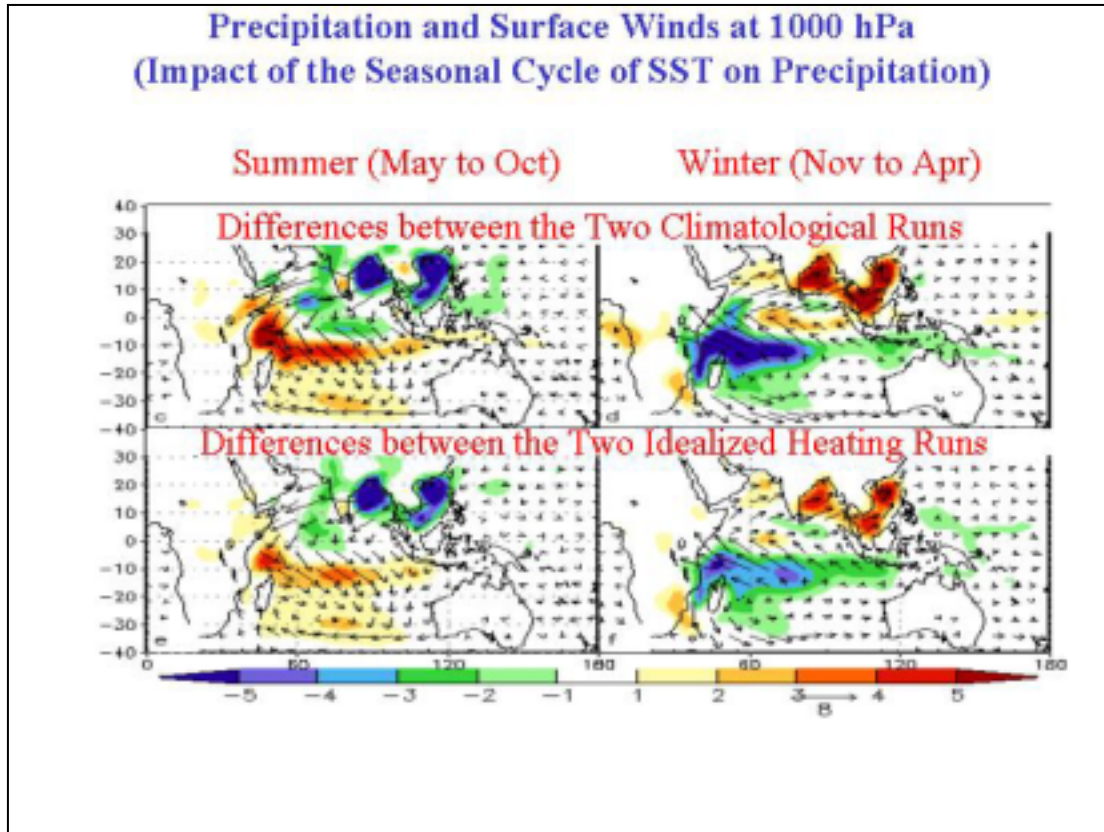 Precipitation and Surface Winds at 1000 hPa
(Impact of the Seasonal Cycle of SST on Precipitation)
Summer (May to Oct) Winter (Nov to Apr)
40
Differences between the Two Climatological Runs
30
20
10
0
-10
-20
-30
c d
-40
Differences between the Two Idealized Heating Runs
30
20
10
0
-10
-20
-30
e f
-40
0 60 120 180 60 120 180
-5 -4 -3 -2 -1 1 2 3 4 5
8